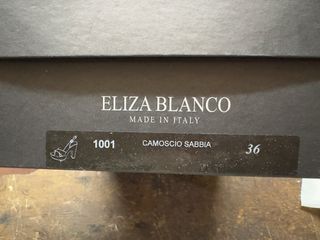 ELIZA BLANCO
MADE IN ITALY
1001 CAMOSCIO SABBIA 36